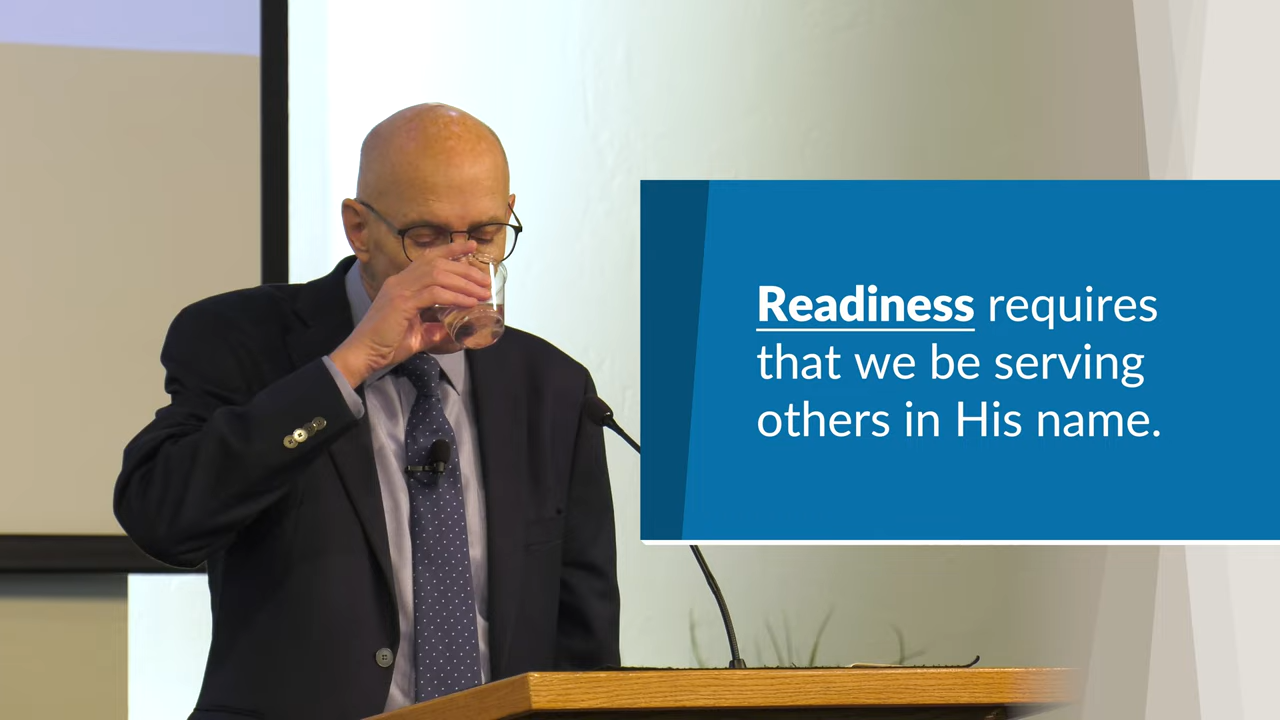 Readiness requires
that we be serving
others in His name.